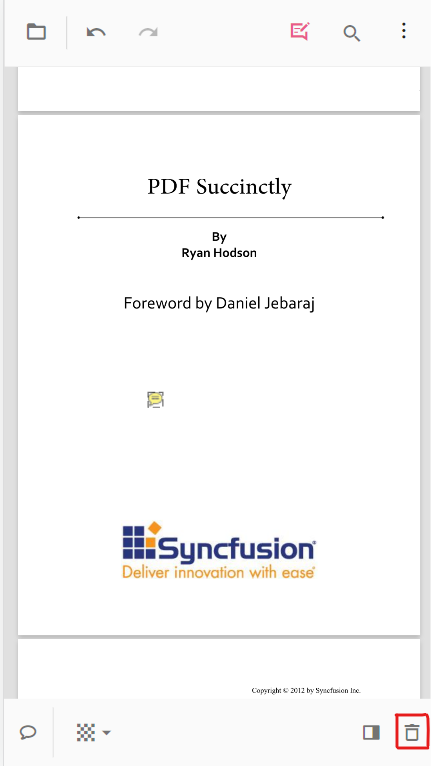 PDF Succinctly
By
Ryan Hodson
Foreword by Daniel Jebaraj
Syncfusion®
Deliver innovation with ease
Copyright © 2012 by Syncfusion Inc.